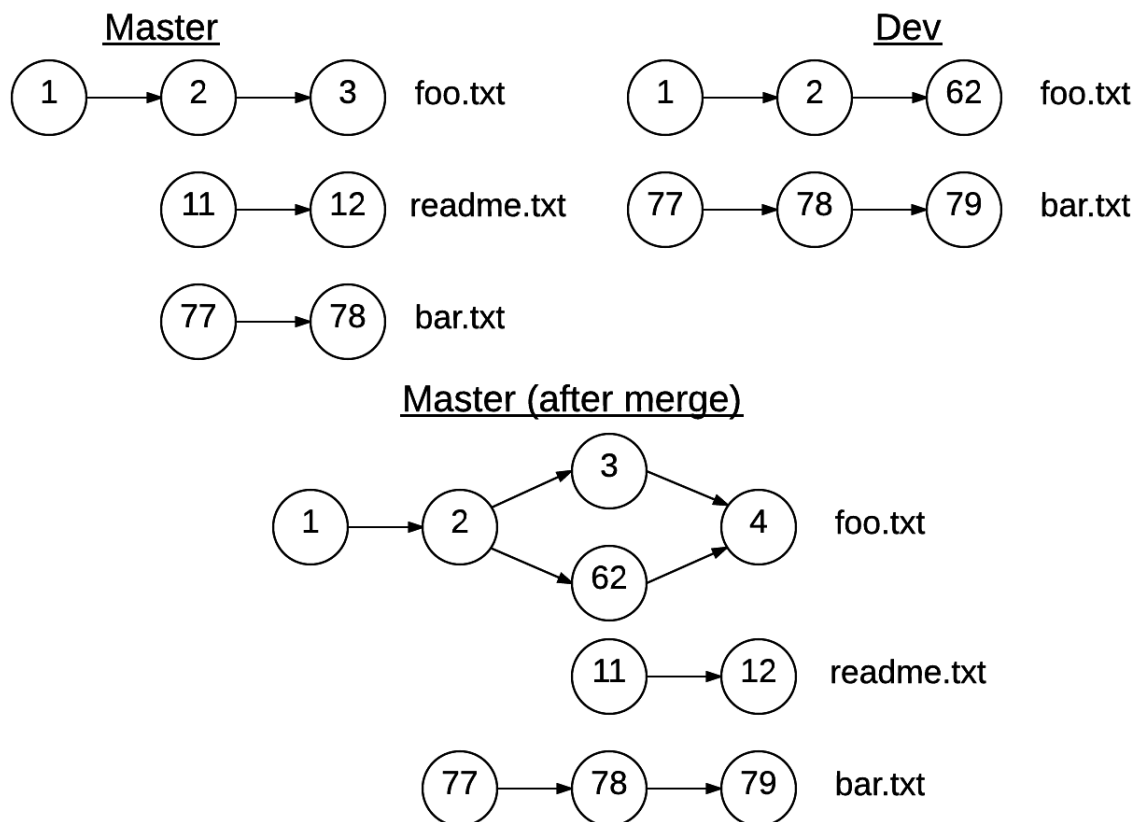 Master
1 2 3 foo.txt
11 12 readme.txt
77 78 bar.txt
Dev
1 2 62 foo.txt
77 78 79 bar.txt
Master (after merge)
3
1 2 4 foo.txt
62
11 12 readme.txt
77 78 79 bar.txt